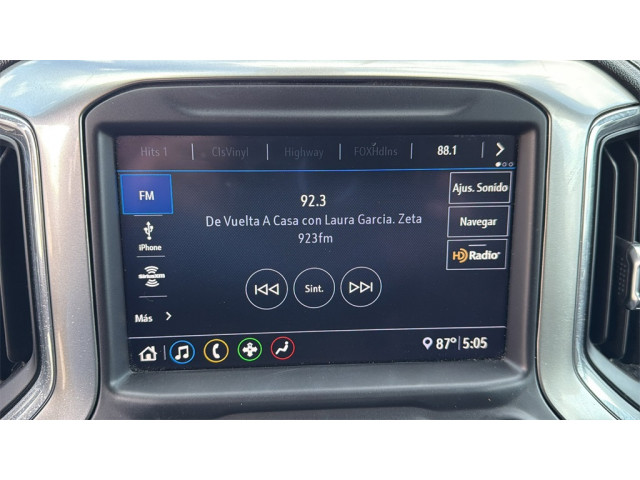 Hits 1
ClsVinyl
Highway
FOXHdlns
88.1
FM
92.3
De Vuelta A Casa con Laura Garcia. Zeta
923fm
Ajus. Sonido
iPhone
Navegar
SiriusXM
HD Radio
Sint.
Más
87° 5:05